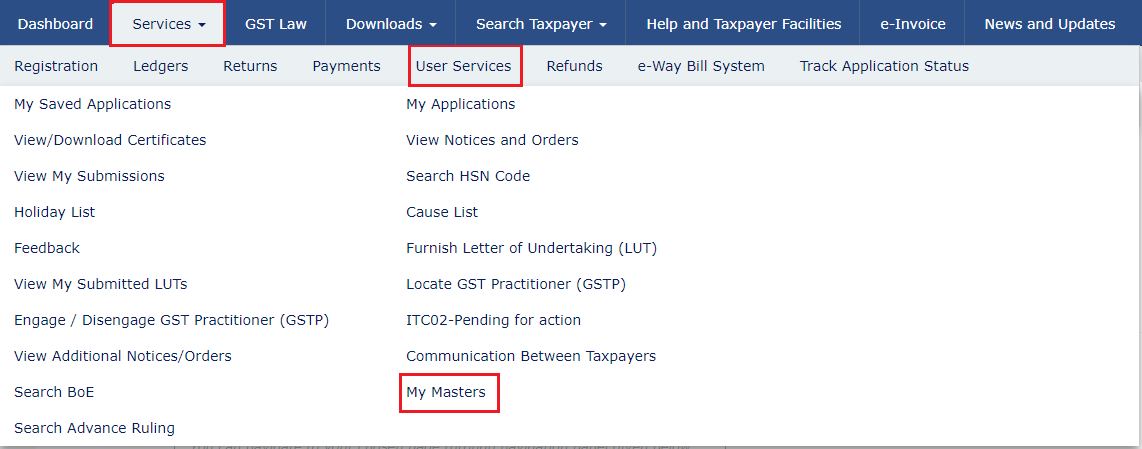 Dashboard Services GST Law Downloads Search Taxpayer Help and Taxpayer Facilities e-Invoice News and Updates
Registration Ledgers Returns Payments User Services Refunds e-Way Bill System Track Application Status
My Saved Applications My Applications
View/Download Certificates View Notices and Orders
View My Submissions Search HSN Code
Holiday List Cause List
Feedback Furnish Letter of Undertaking (LUT)
View My Submitted LUTs Locate GST Practitioner (GSTP)
Engage / Disengage GST Practitioner (GSTP) ITC02-Pending for action
View Additional Notices/Orders Communication Between Taxpayers
Search BoE My Masters
Search Advance Ruling